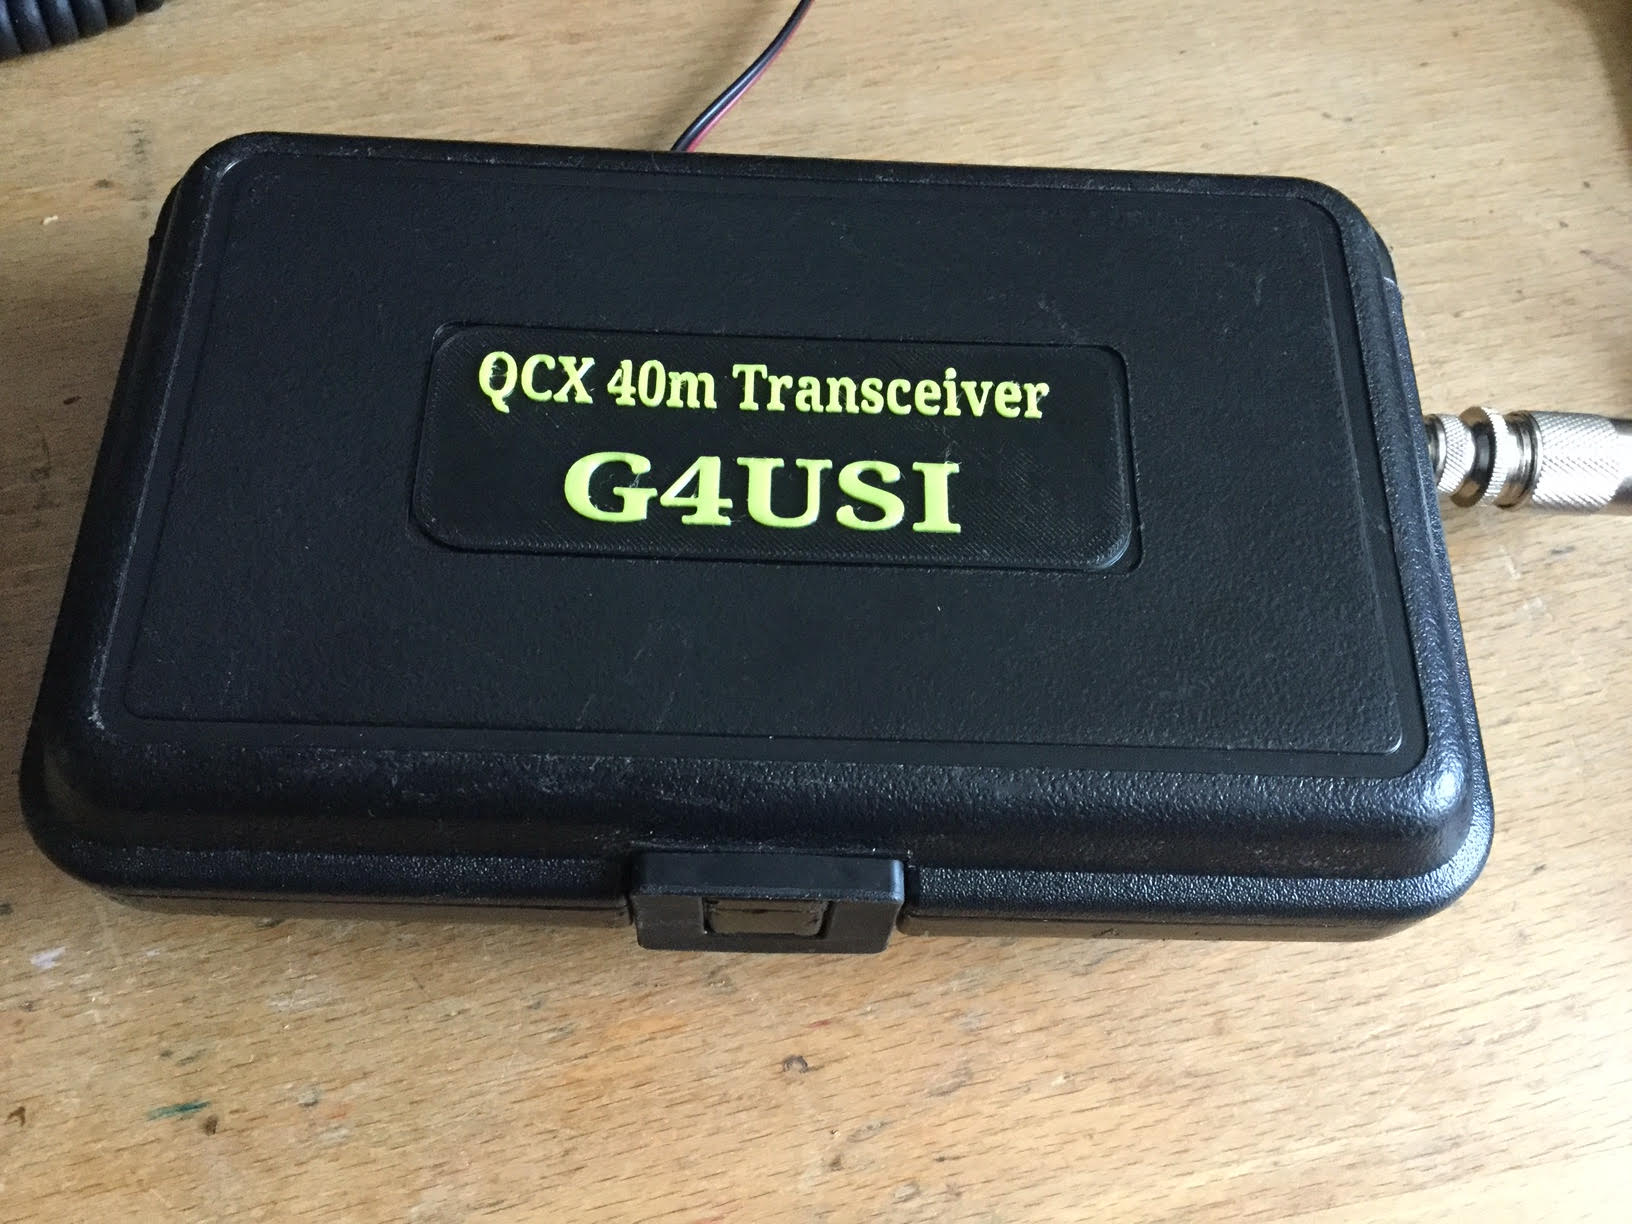 QCX 40m Transceiver
G4USI